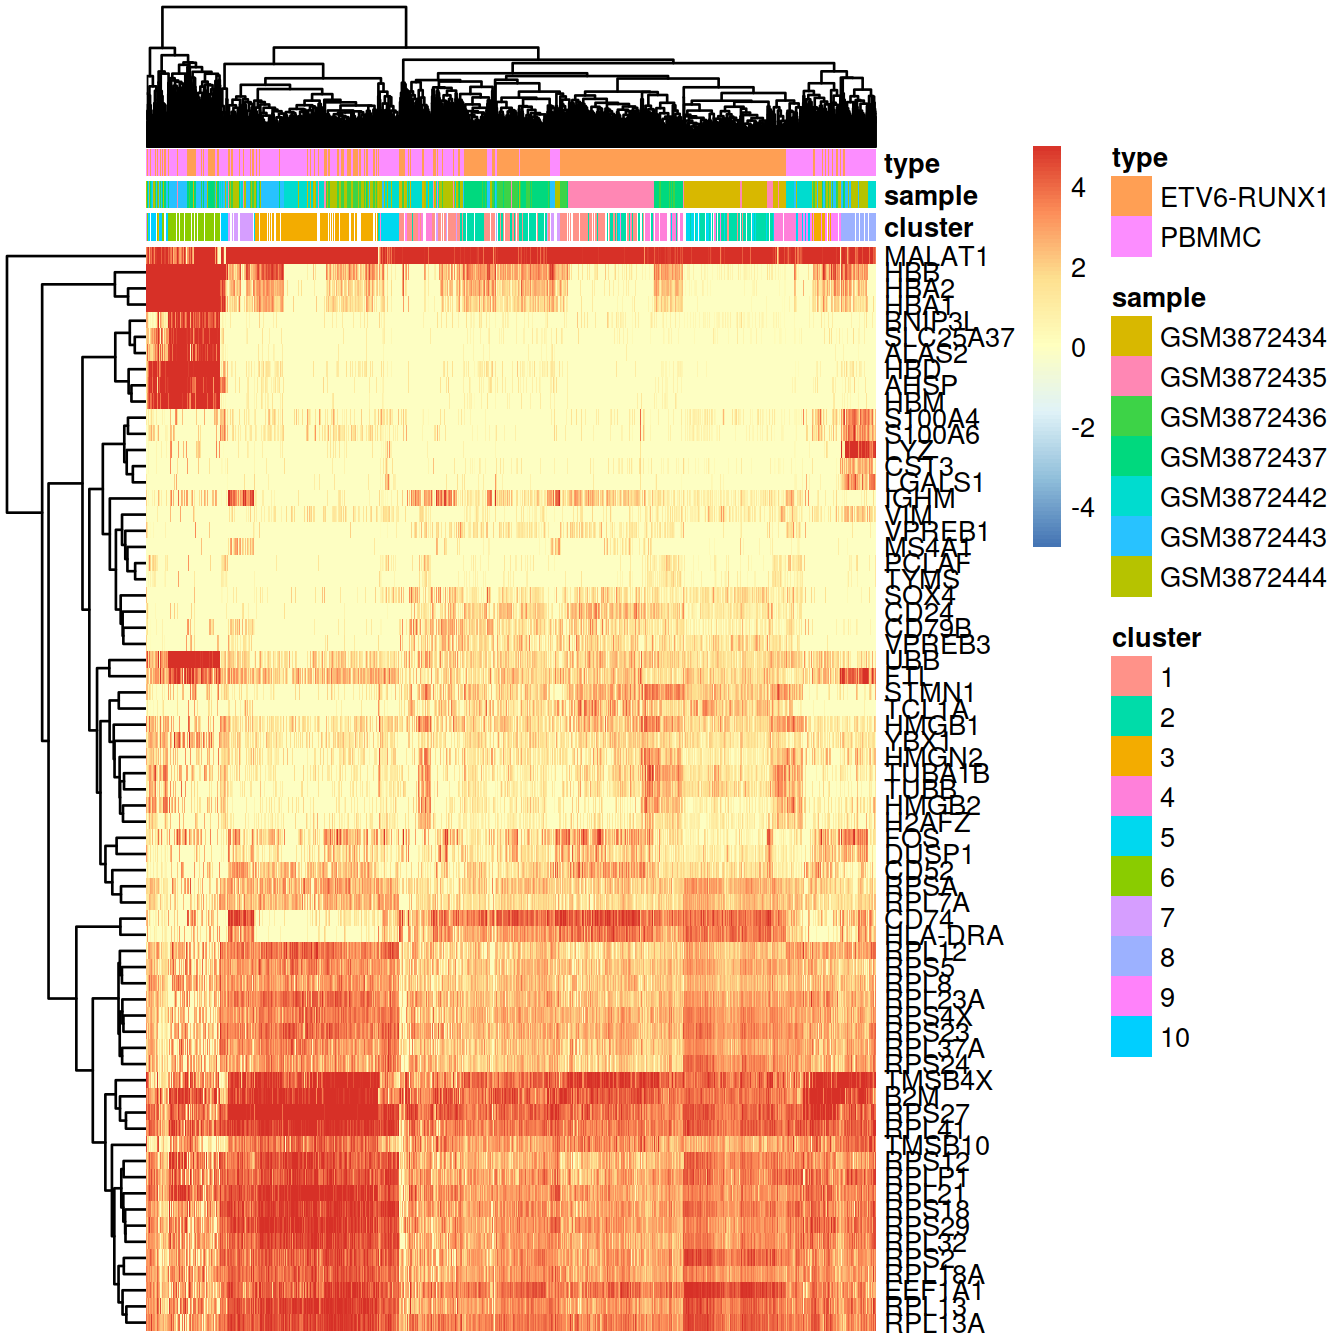 type
sample
cluster
MALAT1
HBB
HBA2
HBA1
BNIP3L
SLC25A37
ALAS2
HBD
AHSP
HBM
S100A4
S100A6
LYZ
CST3
LGALS1
IGHM
VIM
VPREB1
MS4A1
PCLAF
TYMS
SOX4
CD24
CD79B
VPREB3
UBB
FTL
STMN1
TCL1A
HMGB1
YBX1
HMGN2
TUBA1B
TUBB
HMGB2
H2AFZ
FOS
DUSP1
CD52
RPSA
RPL7A
CD74
HLA-DRA
RPL12
RPS5
RPL8
RPL23A
RPS4X
RPS23
RPL37A
RPS24
TMSB4X
B2M
RPS27
RPL41
TMSB10
RPS12
RPLP1
RPL21
RPS18
RPS29
RPL32
RPS2
RPL18A
EEF1A1
RPL13
RPL13A
4
2
0
-2
-4
type
ETV6-RUNX1
PBMMC
sample
GSM3872434
GSM3872435
GSM3872436
GSM3872437
GSM3872442
GSM3872443
GSM3872444
cluster
1
2
3
4
5
6
7
8
9
10